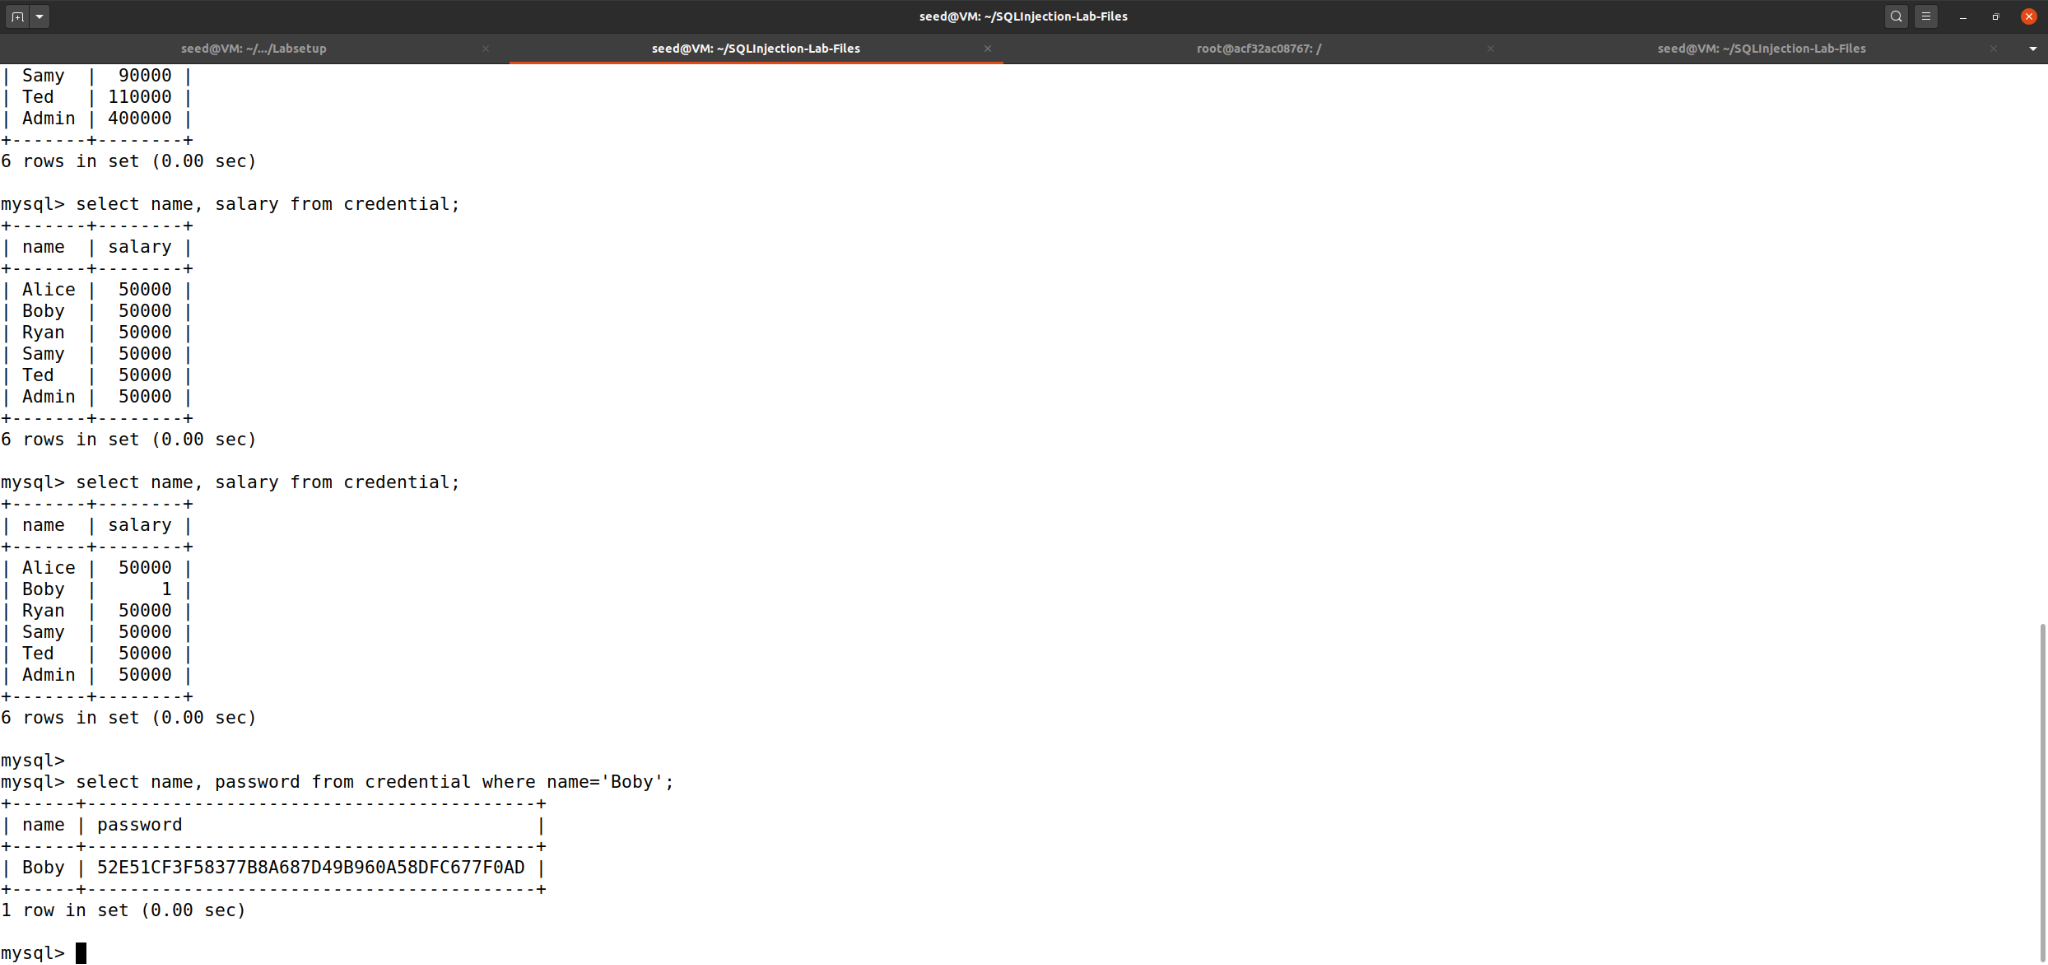 seed@VM: ~/SQLInjection-Lab-Files
seed@VM: ~/.../Labsetup
seed@VM: ~/SQLInjection-Lab-Files
root@acf32ac08767: /
seed@VM: ~/SQLInjection-Lab-Files
| Samy  |  90000 |
| Ted   | 110000 |
| Admin | 400000 |
+-------+--------+
6 rows in set (0.00 sec)
mysql> select name, salary from credential;
+-------+--------+
| name  | salary |
+-------+--------+
| Alice |  50000 |
| Boby  |  50000 |
| Ryan  |  50000 |
| Samy  |  50000 |
| Ted   |  50000 |
| Admin |  50000 |
+-------+--------+
6 rows in set (0.00 sec)
mysql> select name, salary from credential;
+-------+--------+
| name  | salary |
+-------+--------+
| Alice |  50000 |
| Boby  |      1 |
| Ryan  |  50000 |
| Samy  |  50000 |
| Ted   |  50000 |
| Admin |  50000 |
+-------+--------+
6 rows in set (0.00 sec)
mysql>
mysql> select name, password from credential where name='Boby';
+------+------------------------------------------+
| name | password                                 |
+------+------------------------------------------+
| Boby | 52E51CF3F58377B8A687D49B960A58DFC677F0AD |
+------+------------------------------------------+
1 row in set (0.00 sec)
mysql>